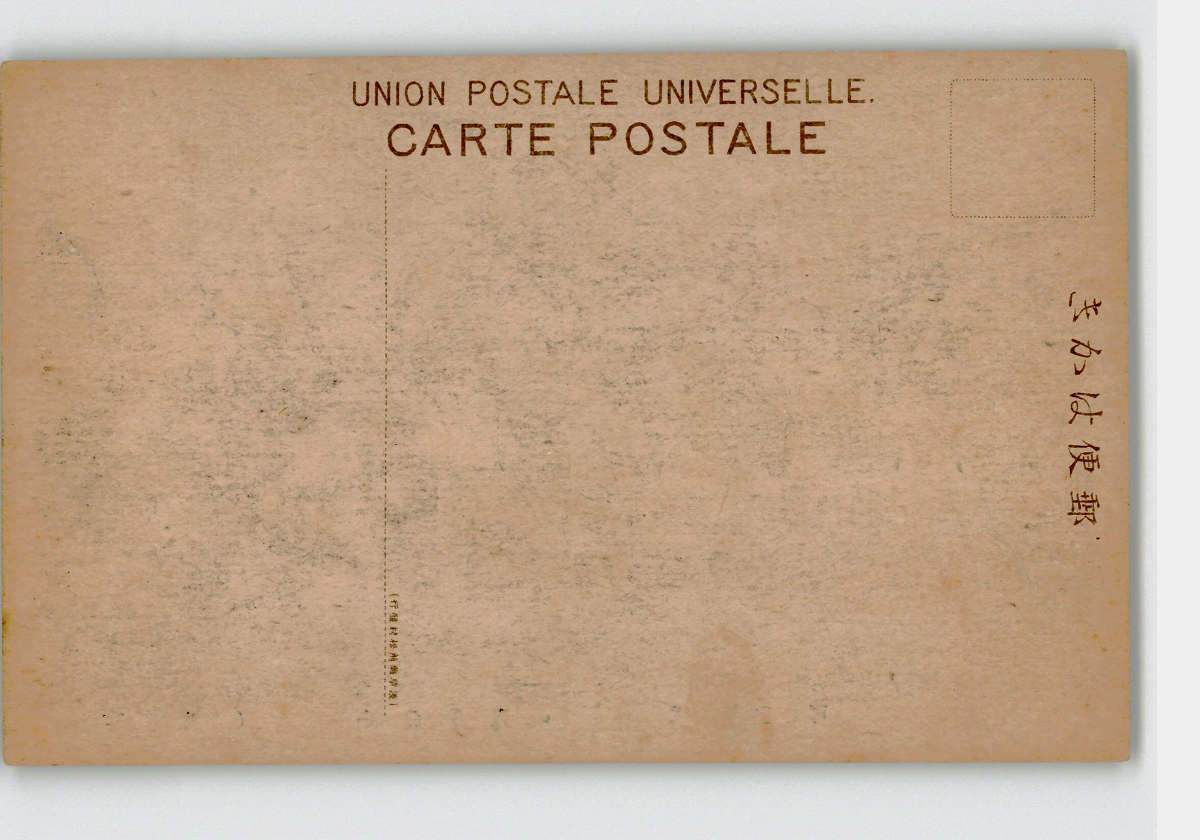 UNION POSTALE UNIVERSELLE.
CARTE POSTALE
きかは便郵